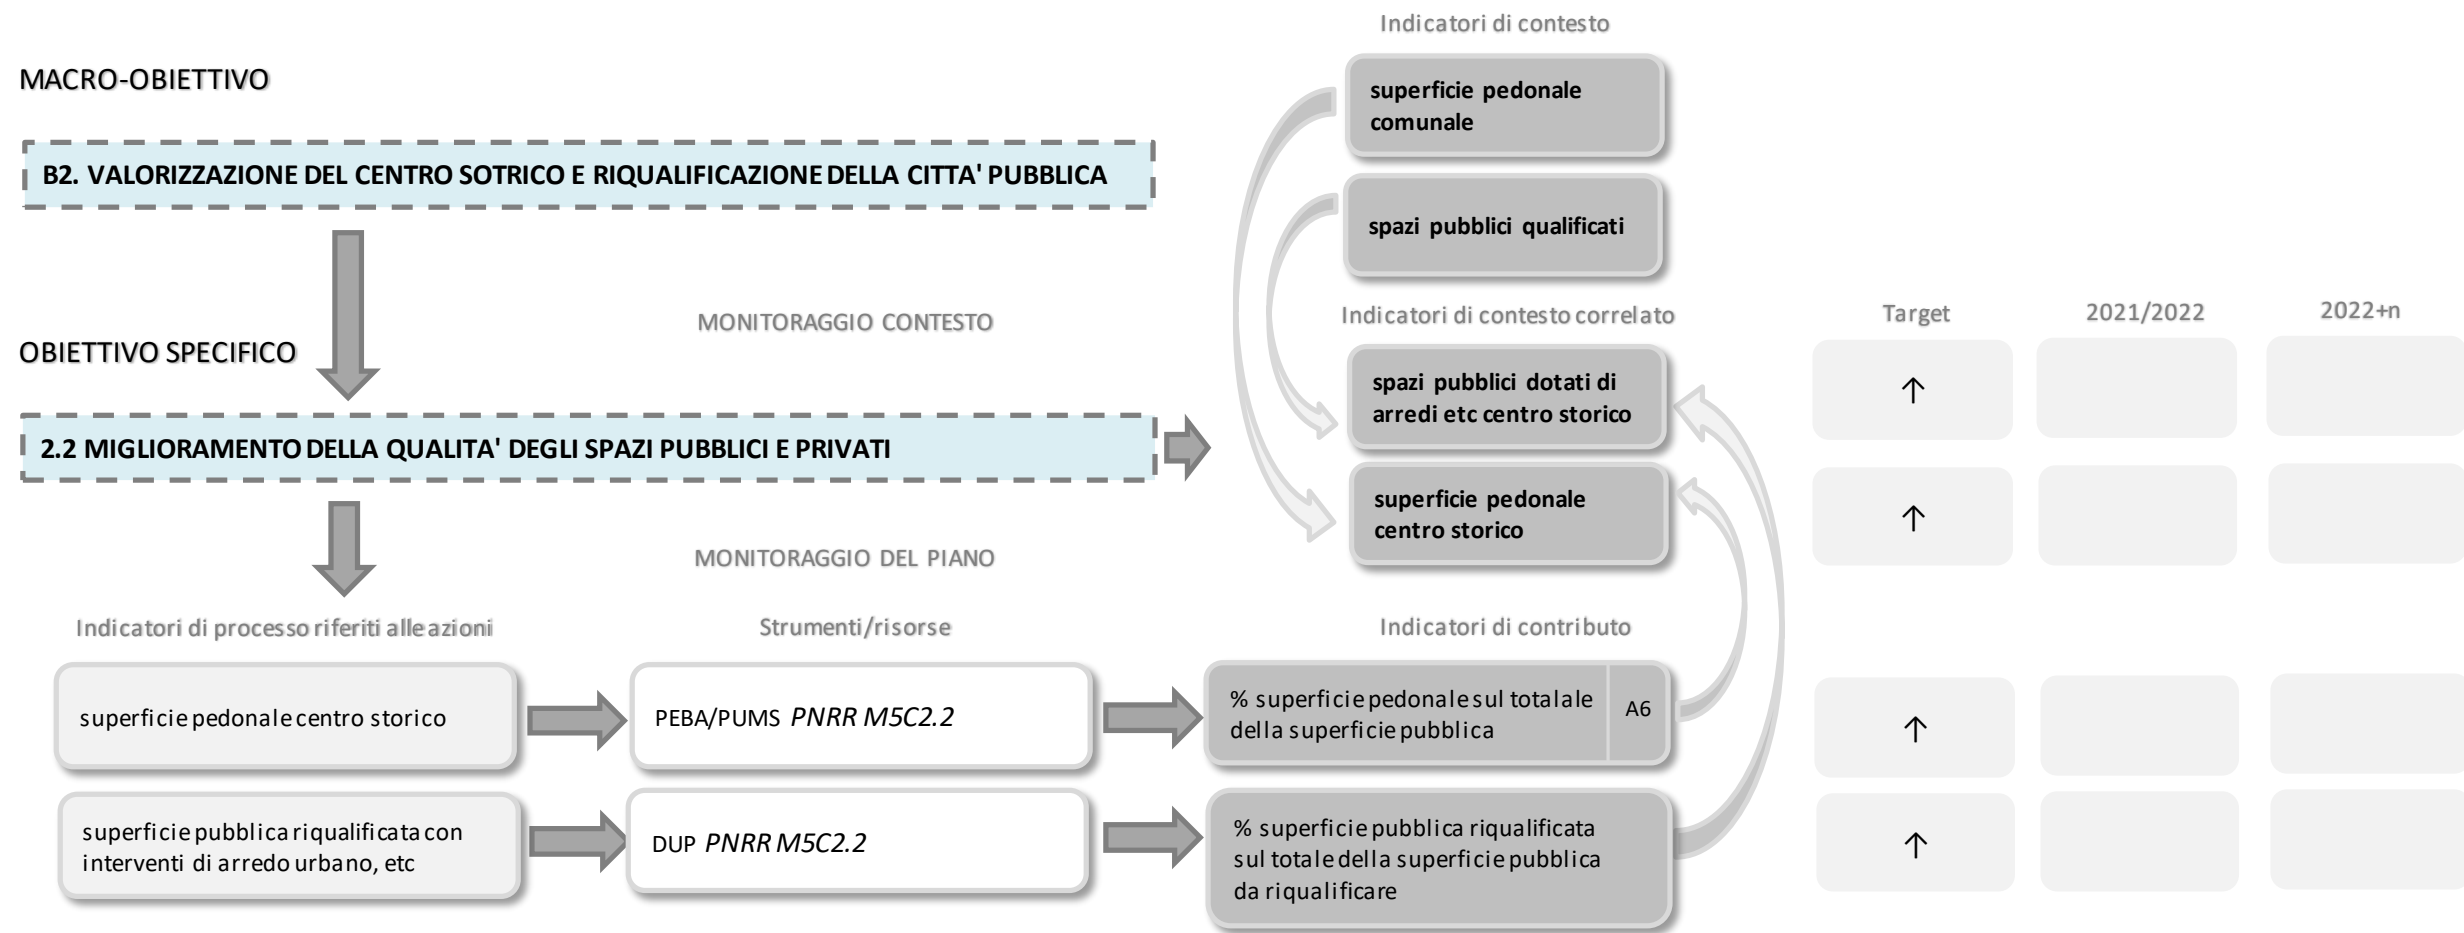 Indicatori di contesto
MACRO-OBIETTIVO
superficie pedonale
comunale
B2. VALORIZZAZIONE DEL CENTRO SOTRICO E RIQUALIFICAZIONE DELLA CITTA' PUBBLICA
spazi pubblici qualificati
MONITORAGGIO CONTESTO
Indicatori di contesto correlato
Target
2021/2022
2022+n
OBIETTIVO SPECIFICO
spazi pubblici dotati di
arredi etc centro storico
↑
2.2 MIGLIORAMENTO DELLA QUALITA' DEGLI SPAZI PUBBLICI E PRIVATI
superficie pedonale
centro storico
↑
MONITORAGGIO DEL PIANO
Indicatori di processo riferiti alle azioni
Strumenti/risorse
Indicatori di contributo
superficie pedonale centro storico
PEBA/PUMS PNRR M5C2.2
% superficie pedonale sul totalale
della superficie pubblica
A6
↑
superficie pubblica riqualificata con
interventi di arredo urbano, etc
DUP PNRR M5C2.2
% superficie pubblica riqualificata
sul totale della superficie pubblica
da riqualificare
↑